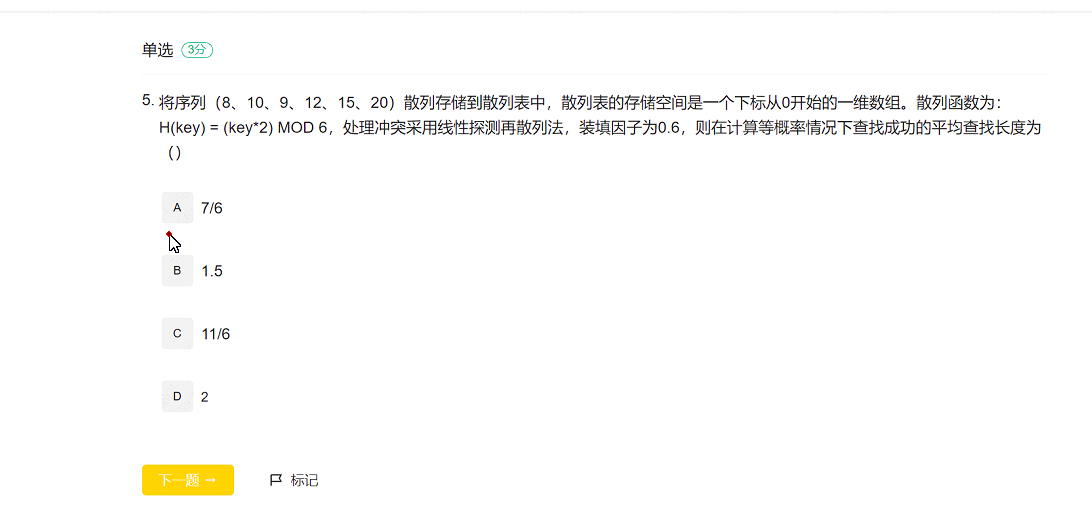 单选 3分
5. 将序列（8、10、9、12、15、20）散列存储到散列表中，散列表的存储空间是一个下标从0开始的一维数组。散列函数为：
H(key) = (key*2) MOD 6，处理冲突采用线性探测再散列法，装填因子为0.6，则在计算等概率情况下查找成功的平均查找长度为
（）
A 7/6
B 1.5
C 11/6
D 2
下一题 → 标记